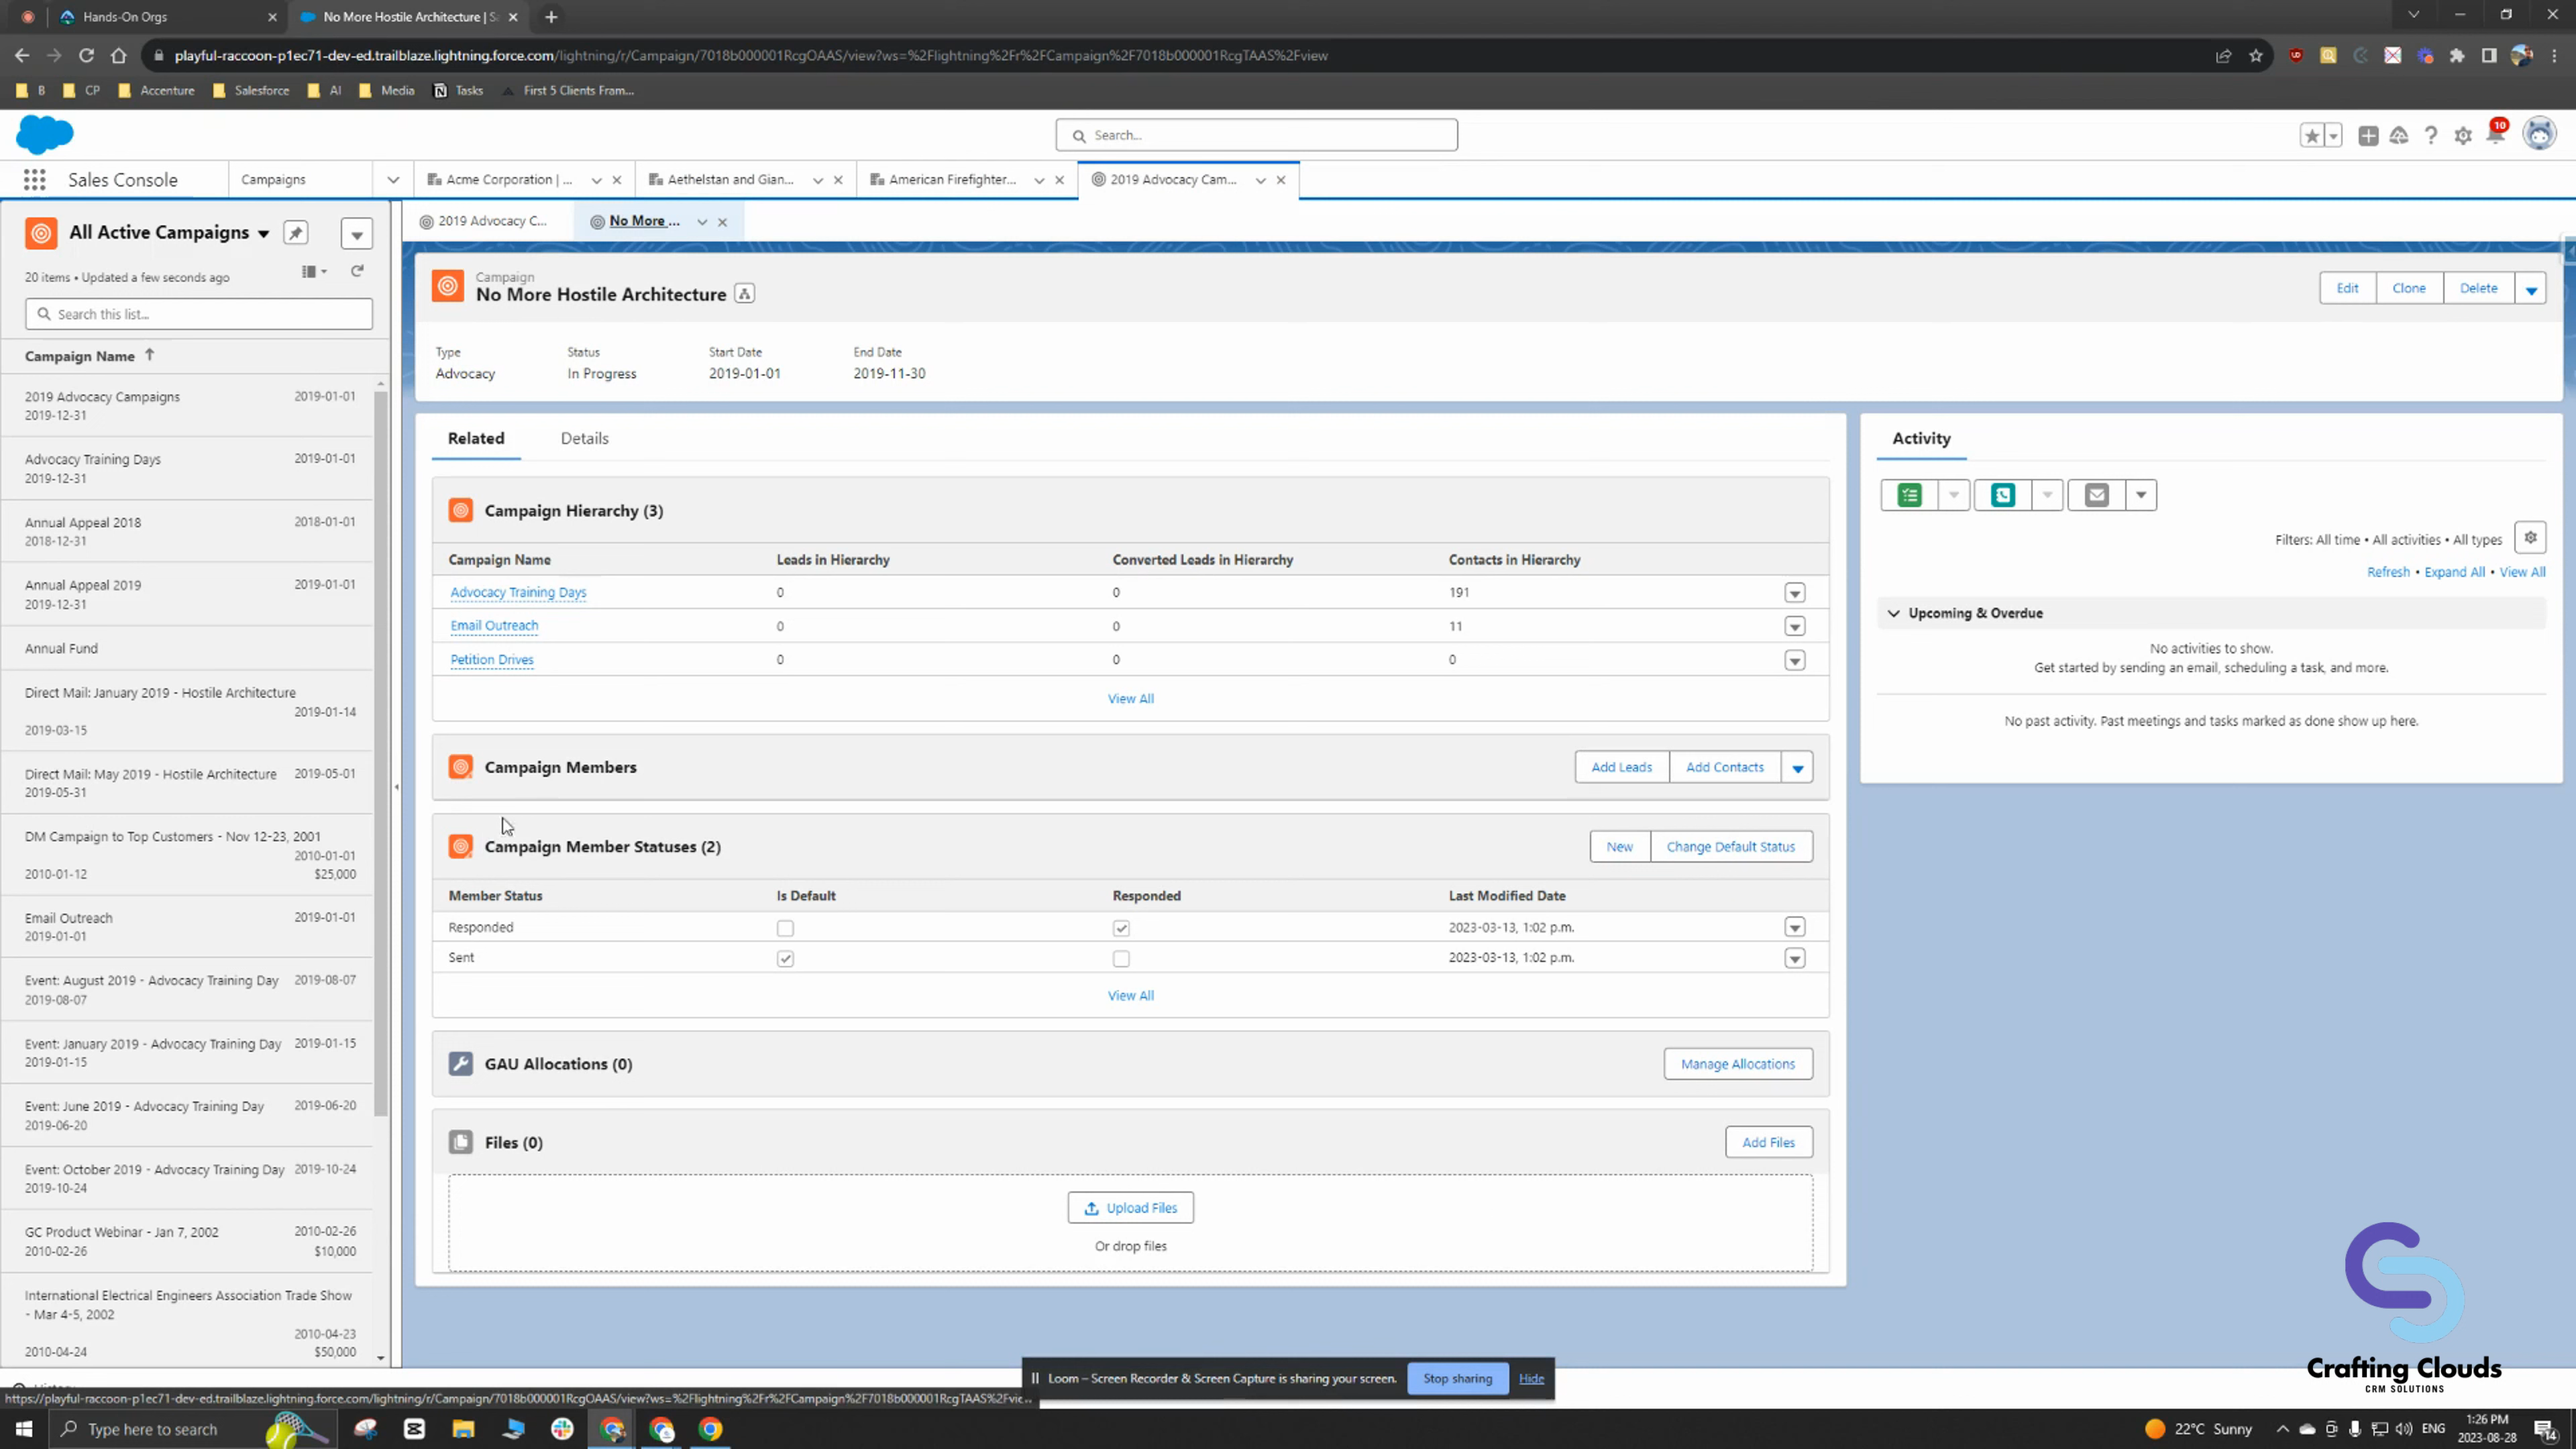 Hands-On Orgs
No More Hostile Architecture | S
playful-raccoon-p1ec71-dev-ed.trailblaze.lightning.force.com/lightning/r/Campaign/7018b000001RcgOAAS/view?ws=%2Flightning%2Fr%2FCampaign%2F7018b000001RcgTAAS%2Fview
B CP Accenture Salesforce AI Media Tasks First 5 Clients Fram...
Search...
10
Sales Console Campaigns Acme Corporation | ... Aethelstan and Gian... American Firefighter... 2019 Advocacy Cam...
2019 Advocacy C... No More ...
All Active Campaigns
20 items • Updated a few seconds ago
Search this list...
Campaign Name
2019 Advocacy Campaigns 2019-01-01
2019-12-31
Advocacy Training Days 2019-01-01
2019-12-31
Annual Appeal 2018 2018-01-01
2018-12-31
Annual Appeal 2019 2019-01-01
2019-12-31
Annual Fund
Direct Mail: January 2019 - Hostile Architecture
2019-01-14
2019-03-15
Direct Mail: May 2019 - Hostile Architecture 2019-05-01
2019-05-31
DM Campaign to Top Customers - Nov 12-23, 2001
2010-01-01
2010-01-12 $25,000
Email Outreach 2019-01-01
2019-01-01
Event: August 2019 - Advocacy Training Day 2019-08-07
2019-08-07
Event: January 2019 - Advocacy Training Day 2019-01-15
2019-01-15
Event: June 2019 - Advocacy Training Day 2019-06-20
2019-06-20
Event: October 2019 - Advocacy Training Day 2019-10-24
2019-10-24
GC Product Webinar - Jan 7, 2002 2010-02-26
2010-02-26 $10,000
International Electrical Engineers Association Trade Show
- Mar 4-5, 2002
2010-04-23
2010-04-24 $50,000
Campaign
No More Hostile Architecture
Edit Clone Delete
Type Status Start Date End Date
Advocacy In Progress 2019-01-01 2019-11-30
Related Details
Campaign Hierarchy (3)
Campaign Name Leads in Hierarchy Converted Leads in Hierarchy Contacts in Hierarchy
Advocacy Training Days 0 0 191
Email Outreach 0 0 11
Petition Drives 0 0 0
View All
Campaign Members Add Leads Add Contacts
Campaign Member Statuses (2) New Change Default Status
Member Status Is Default Responded Last Modified Date
Responded 2023-03-13, 1:02 p.m.
Sent 2023-03-13, 1:02 p.m.
View All
GAU Allocations (0) Manage Allocations
Files (0) Add Files
Upload Files
Or drop files
Activity
Filters: All time • All activities • All types
Refresh • Expand All • View All
Upcoming & Overdue
No activities to show.
Get started by sending an email, scheduling a task, and more.
No past activity. Past meetings and tasks marked as done show up here.
Crafting Clouds
CRM SOLUTIONS
Loom – Screen Recorder & Screen Capture is sharing your screen. Stop sharing Hide
https://playful-raccoon-p1ec71-dev-ed.trailblaze.lightning.force.com/lightning/r/Campaign/7018b000001RcgOAAS/view?ws=%2Flightning%2Fr%2FCampaign%2F7018b000001RcgTAAS%2Fview
Type here to search
22°C Sunny ENG
1:26 PM
2023-08-28
14